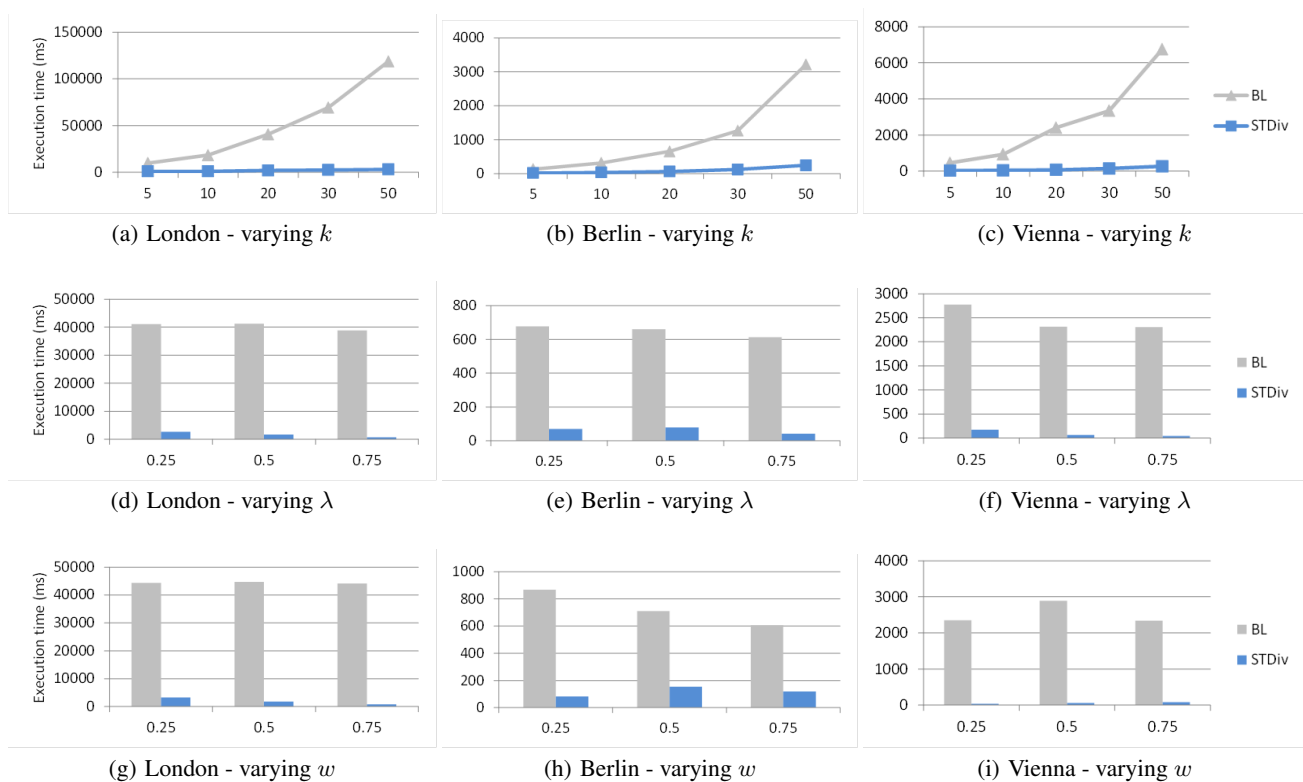 150000
100000
50000
0
Execution time (ms)
5 10 20 30 50
4000
3000
2000
1000
0
5 10 20 30 50
8000
6000
4000
2000
0
5 10 20 30 50
BL
STDiv
(a) London - varying k
(b) Berlin - varying k
(c) Vienna - varying k
50000
40000
30000
20000
10000
0
Execution time (ms)
0.25 0.5 0.75
800
600
400
200
0
0.25 0.5 0.75
3000
2500
2000
1500
1000
500
0
0.25 0.5 0.75
BL
STDiv
(d) London - varying λ
(e) Berlin - varying λ
(f) Vienna - varying λ
50000
40000
30000
20000
10000
0
Execution time (ms)
0.25 0.5 0.75
1000
800
600
400
200
0
0.25 0.5 0.75
4000
3000
2000
1000
0
0.25 0.5 0.75
BL
STDiv
(g) London - varying w
(h) Berlin - varying w
(i) Vienna - varying w